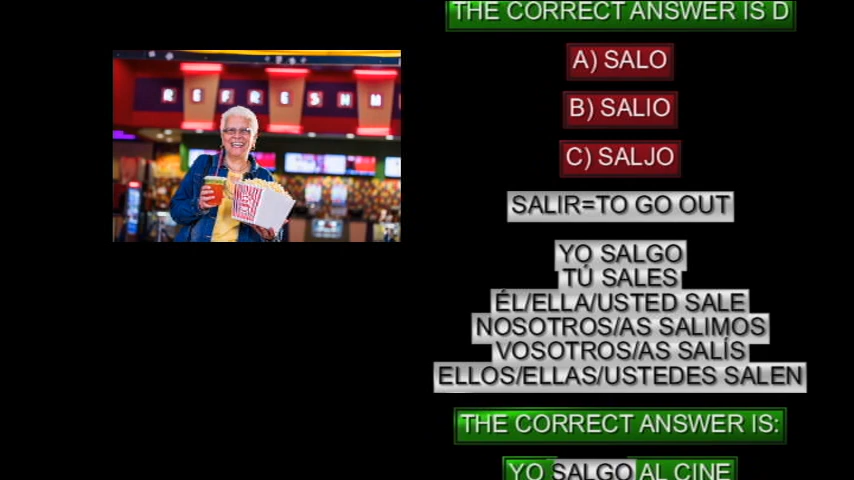 THE CORRECT ANSWER IS D
REFRESHM
A) SALO
B) SALIO
C) SALJO
SALIR=TO GO OUT
YO SALGO
TÚ SALES
ÉL/ELLA/USTED SALE
NOSOTROS/AS SALIMOS
VOSOTROS/AS SALÍS
ELLOS/ELLAS/USTEDES SALEN
THE CORRECT ANSWER IS:
YO SALGO AL CINE